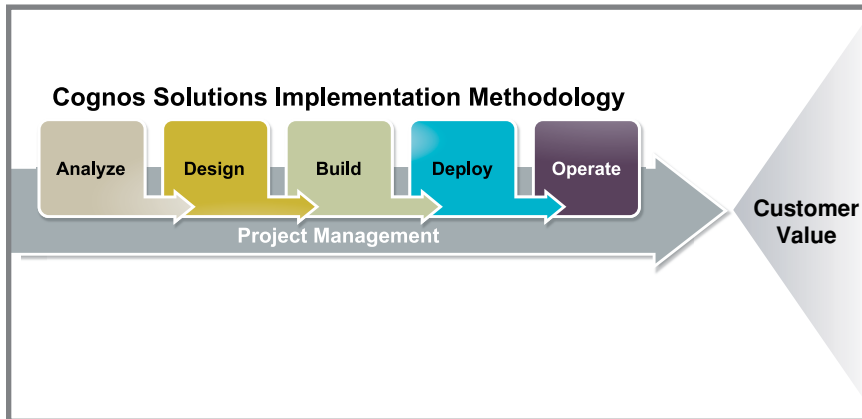 Cognos Solutions Implementation Methodology
Analyze
Design
Build
Deploy
Operate
Project Management
Customer
Value